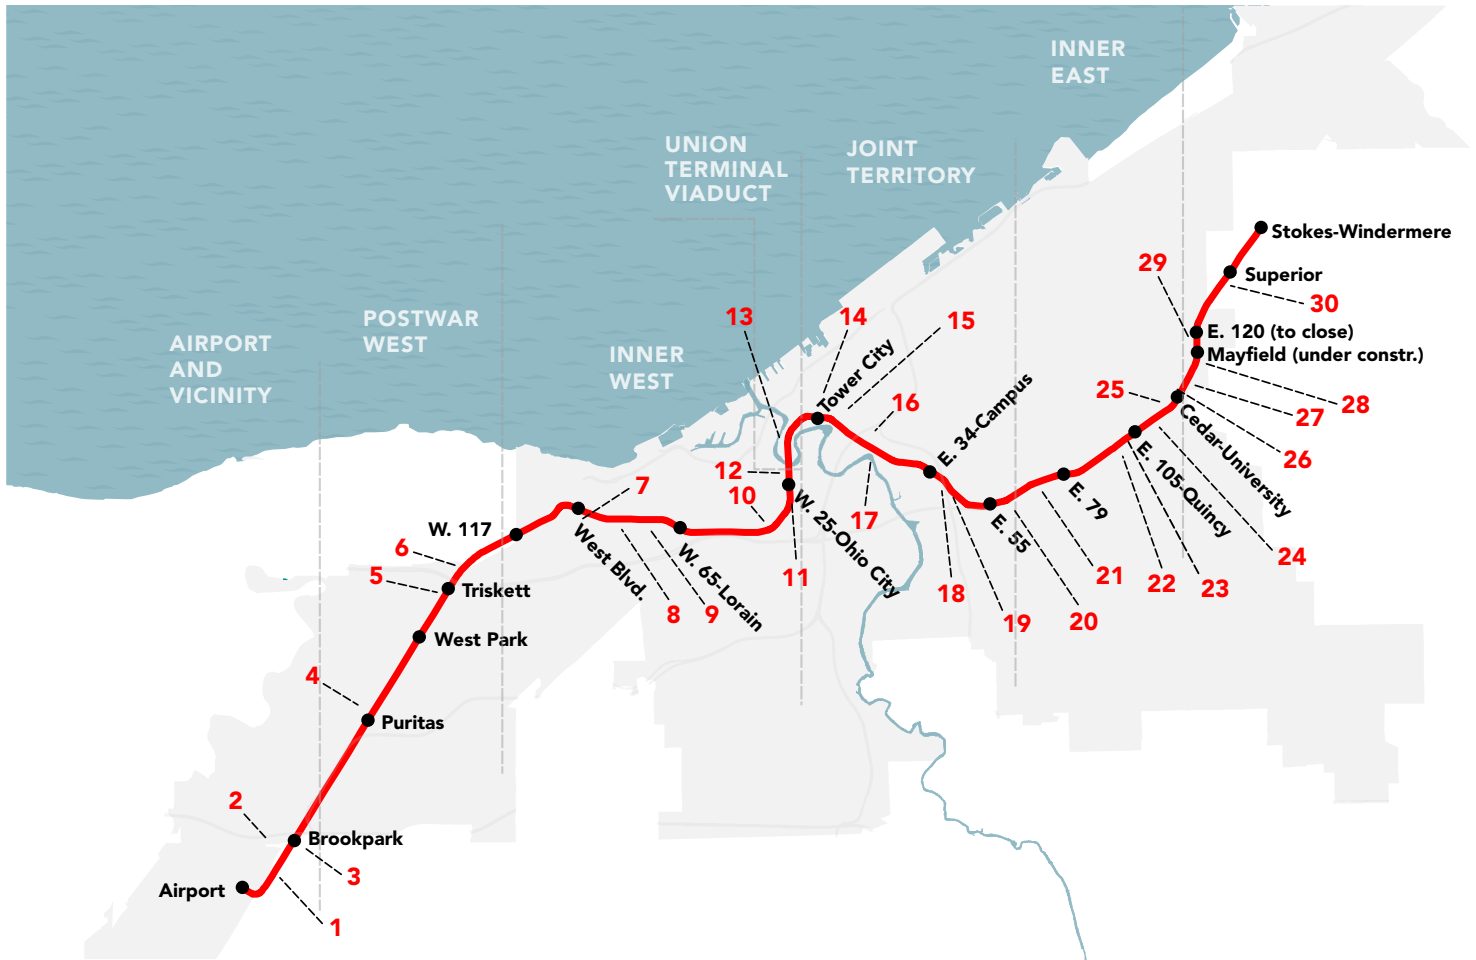 INNER
EAST
UNION
TERMINAL
VIADUCT
JOINT
TERRITORY
Stokes-Windermere
29
Superior
30
POSTWAR
WEST
AIRPORT
AND
VICINITY
INNER
WEST
13
14
15
E. 120 (to close)
Mayfield (under constr.)
Tower City
16
E. 34-Campus
25
28
27
Cedar-University
26
E. 105-Quincy
12
10
7
W. 117
West Blvd.
W. 65-Lorain
W. 25-Ohio City
17
E. 55
E. 79
6
5
Triskett
11
8
9
18
19
20
21
22
23
24
West Park
4
Puritas
2
Brookpark
3
Airport
1